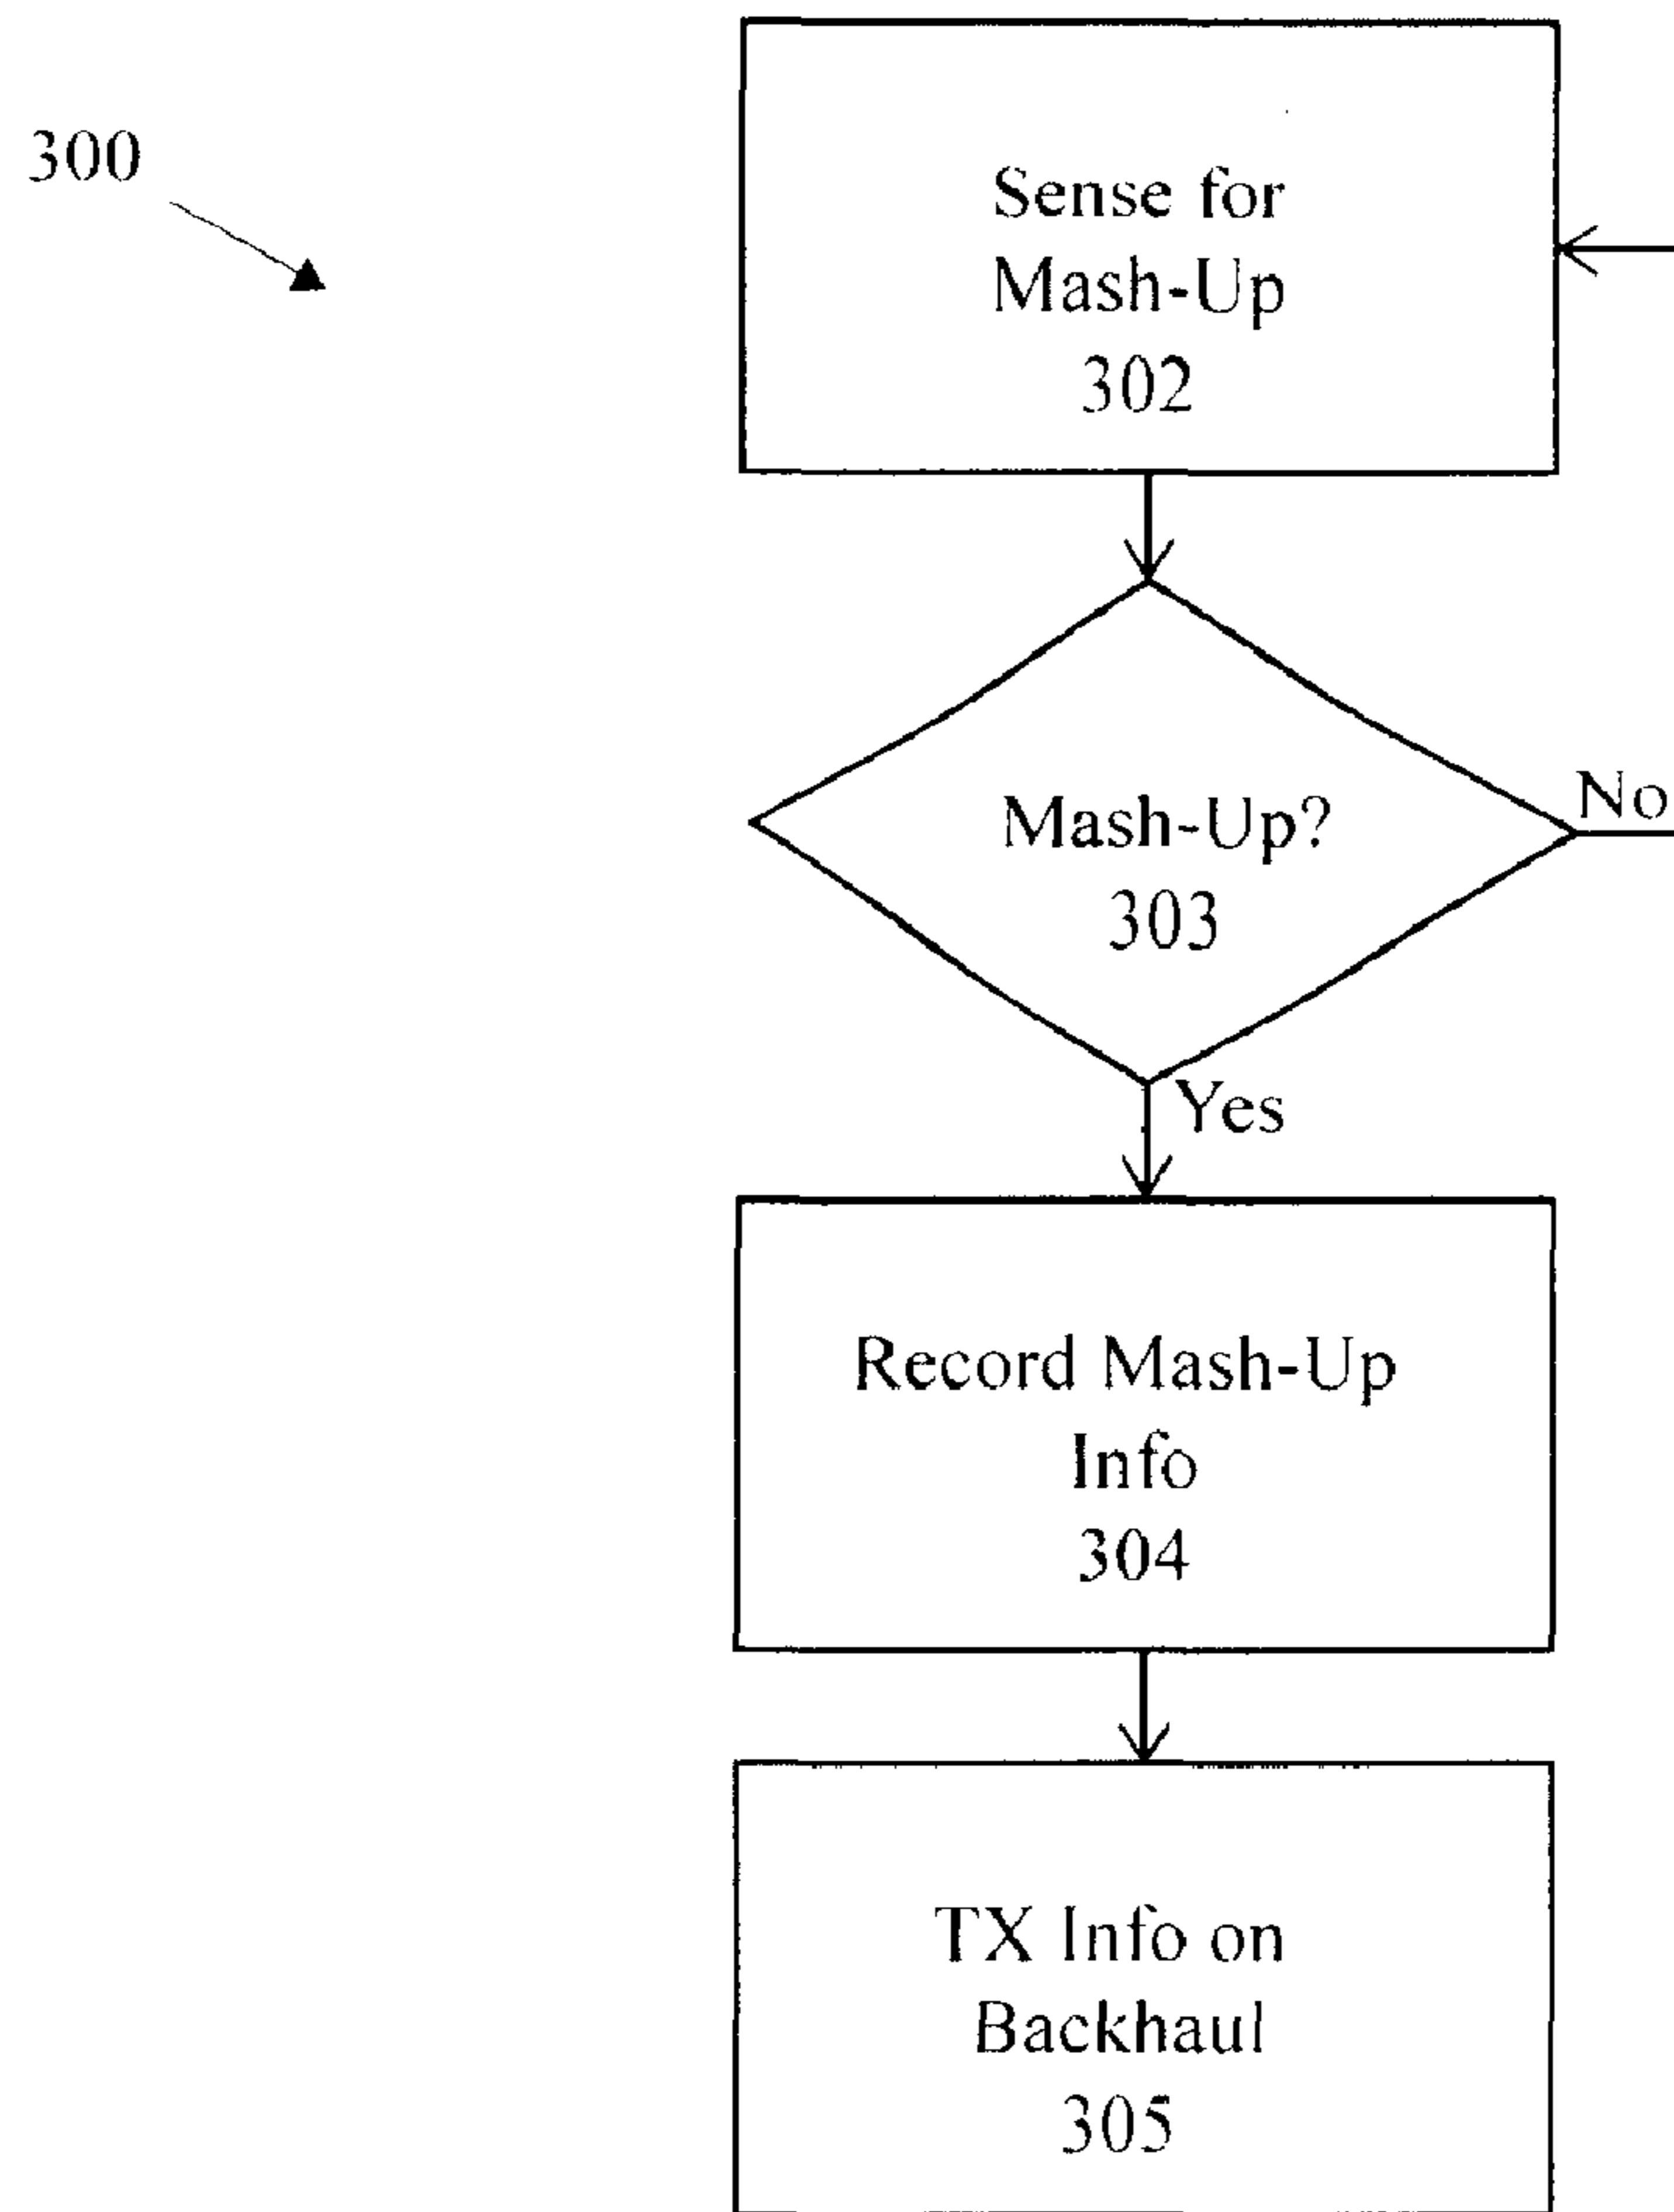 300
Sense for
Mash-Up
302
Mash-Up?
303
No
Yes
Record Mash-Up
Info
304
TX Info on
Backhaul
305